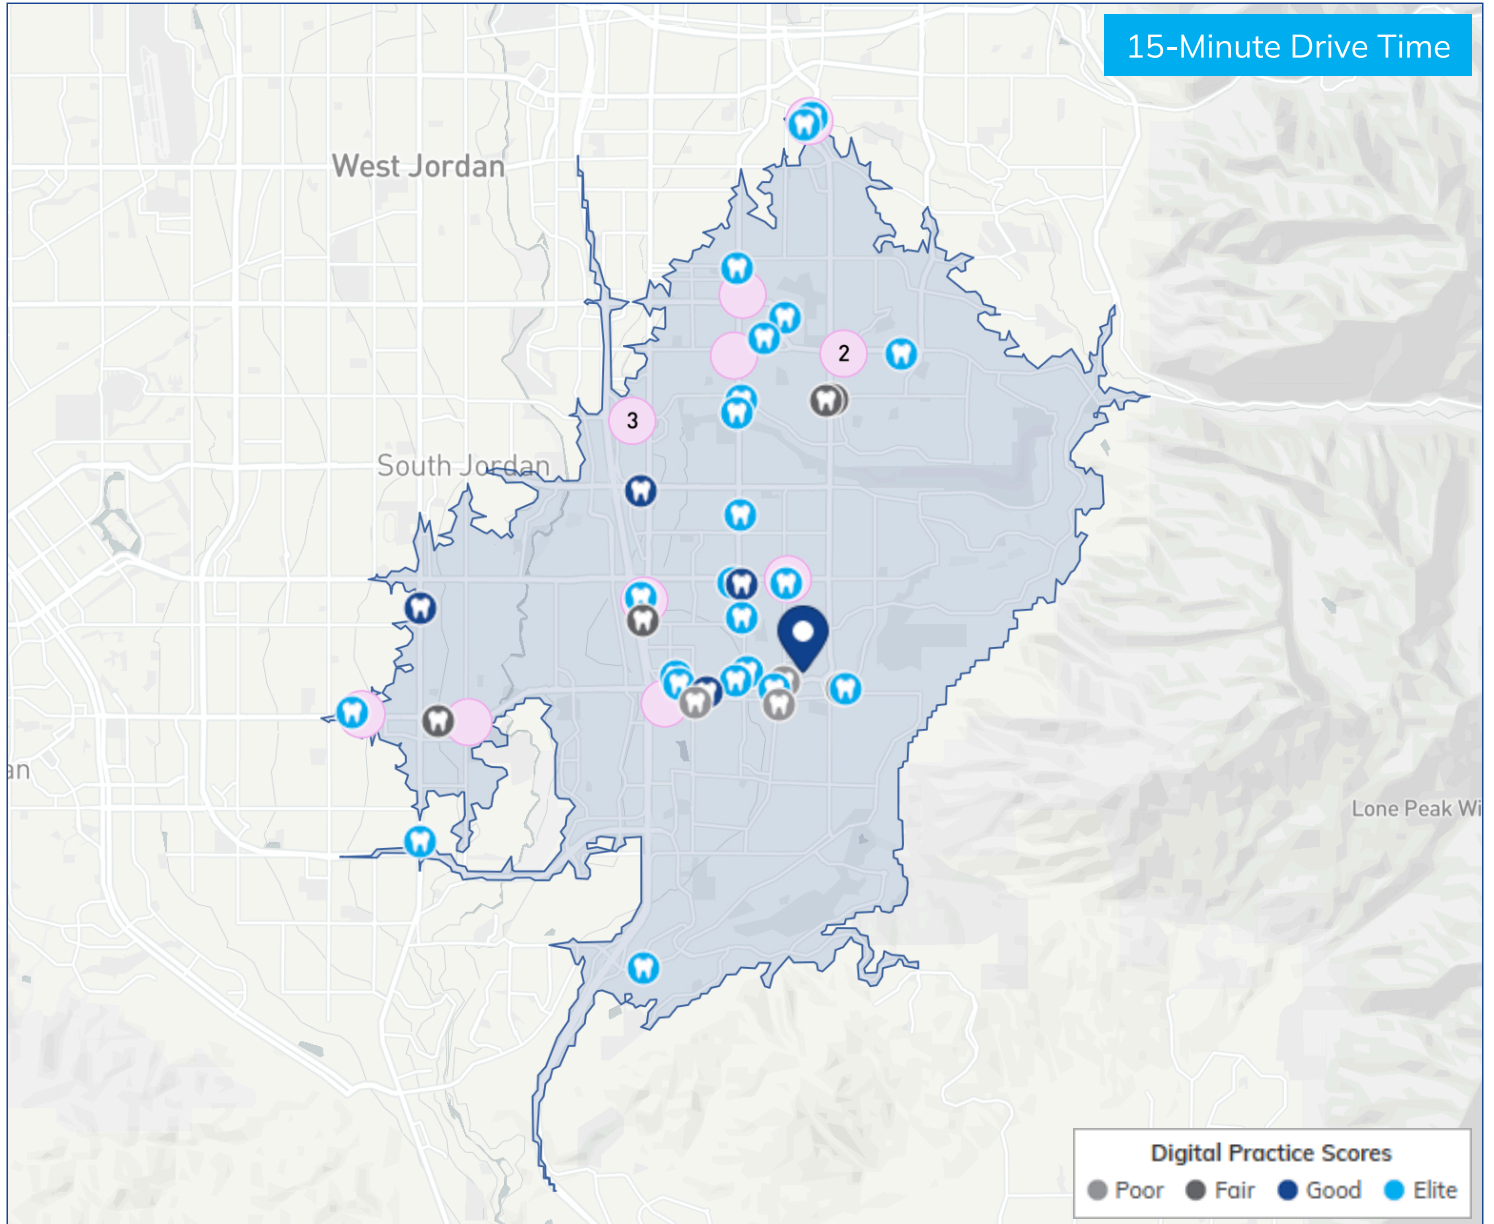 15-Minute Drive Time
West Jordan
2
3
South Jordan
an
Lone Peak Wi
Digital Practice Scores
Poor Fair Good Elite